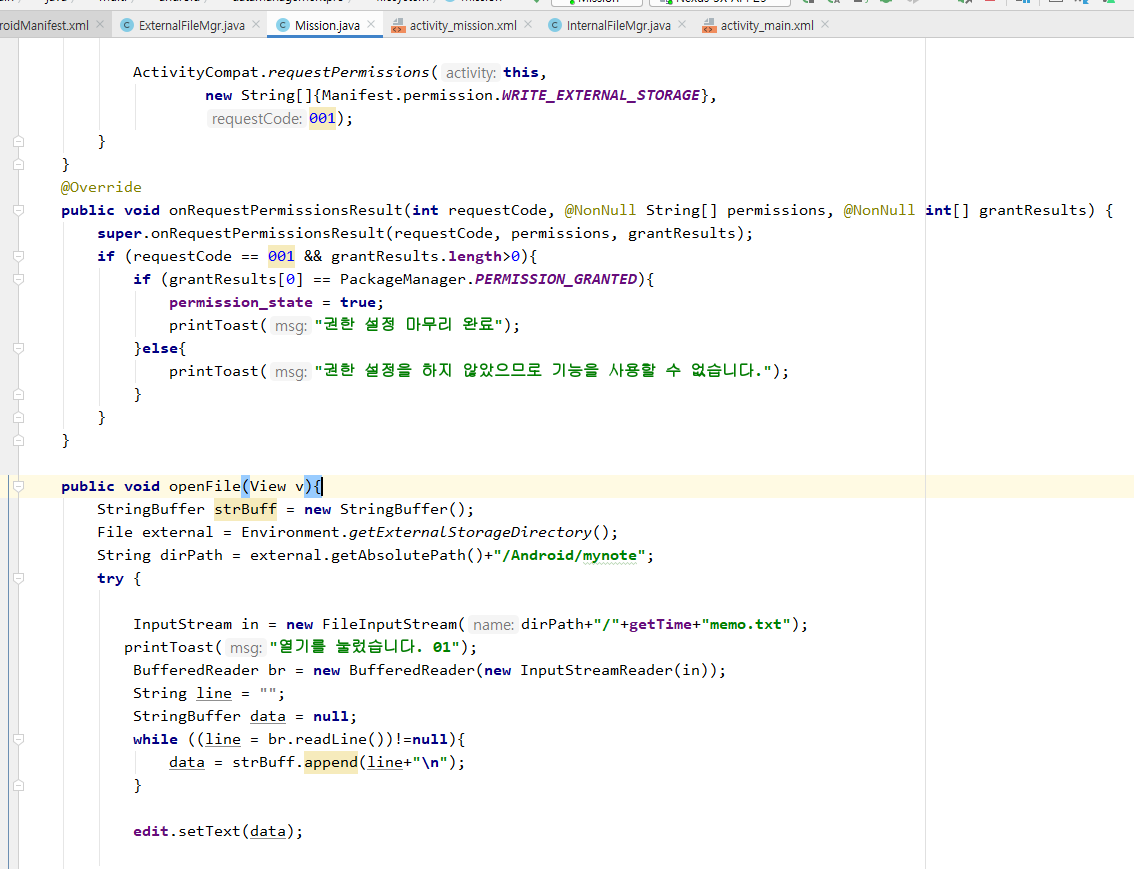 roidManifest.xml ExternalFileMgr.java Mission.java activity_mission.xml InternalFileMgr.java activity_main.xml
ActivityCompat.requestPermissions( activity: this,
new String[]{Manifest.permission.WRITE_EXTERNAL_STORAGE},
requestCode: 001);
}
}
@Override
public void onRequestPermissionsResult(int requestCode, @NonNull String[] permissions, @NonNull int[] grantResults) {
super.onRequestPermissionsResult(requestCode, permissions, grantResults);
if (requestCode == 001 && grantResults.length>0){
if (grantResults[0] == PackageManager.PERMISSION_GRANTED){
permission_state = true;
printToast( msg: "권한 설정 마무리 완료");
}else{
printToast( msg: "권한 설정을 하지 않았으므로 기능을 사용할 수 없습니다.");
}
}
}
public void openFile(View v){
StringBuffer strBuff = new StringBuffer();
File external = Environment.getExternalStorageDirectory();
String dirPath = external.getAbsolutePath()+"/Android/mynote";
try {
InputStream in = new FileInputStream( name: dirPath+"/"+getTime+"memo.txt");
printToast( msg: "열기를 눌렀습니다. 01");
BufferedReader br = new BufferedReader(new InputStreamReader(in));
String line = "";
StringBuffer data = null;
while ((line = br.readLine())!=null){
data = strBuff.append(line+"\n");
}
edit.setText(data);